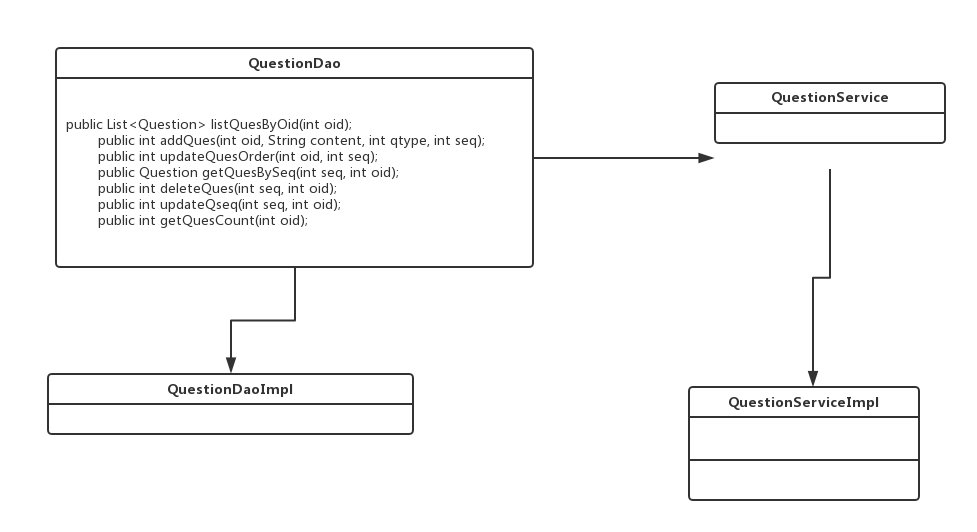 QuestionDao
public List<Question> listQuesByOid(int oid);
public int addQues(int oid, String content, int qtype, int seq);
public int updateQuesOrder(int oid, int seq);
public Question getQuesBySeq(int seq, int oid);
public int deleteQues(int seq, int oid);
public int updateQseq(int seq, int oid);
public int getQuesCount(int oid);
QuestionService
QuestionDaoImpl
QuestionServiceImpl